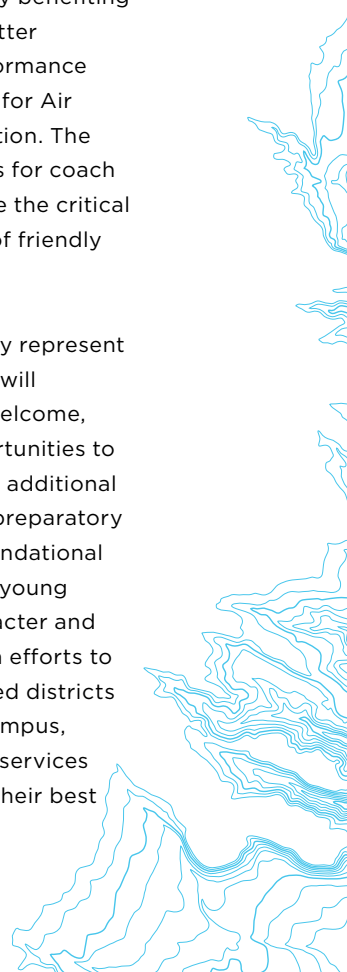 y benefiting
tter
ormance
for Air
tion. The
s for coach
e the critical
of friendly
y represent
will
elcome,
rtunities to
additional
preparatory
ndational
young
acter and
n efforts to
ed districts
mpus,
services
heir best